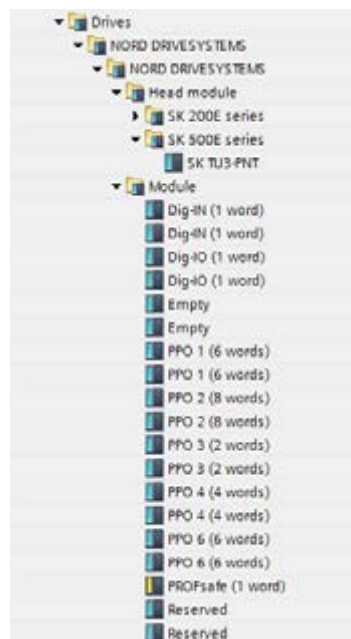 Drives
NORD DRIVESYSTEMS
NORD DRIVESYSTEMS
Head module
SK 200E series
SK 500E series
SK TU3-PNT
Module
Dig-IN (1 word)
Dig-IN (1 word)
Dig-IO (1 word)
Dig-IO (1 word)
Empty
Empty
PPO 1 (6 words)
PPO 1 (6 words)
PPO 2 (8 words)
PPO 2 (8 words)
PPO 3 (2 words)
PPO 3 (2 words)
PPO 4 (4 words)
PPO 4 (4 words)
PPO 6 (6 words)
PPO 6 (6 words)
PROFsafe (1 word)
Reserved
Reserved